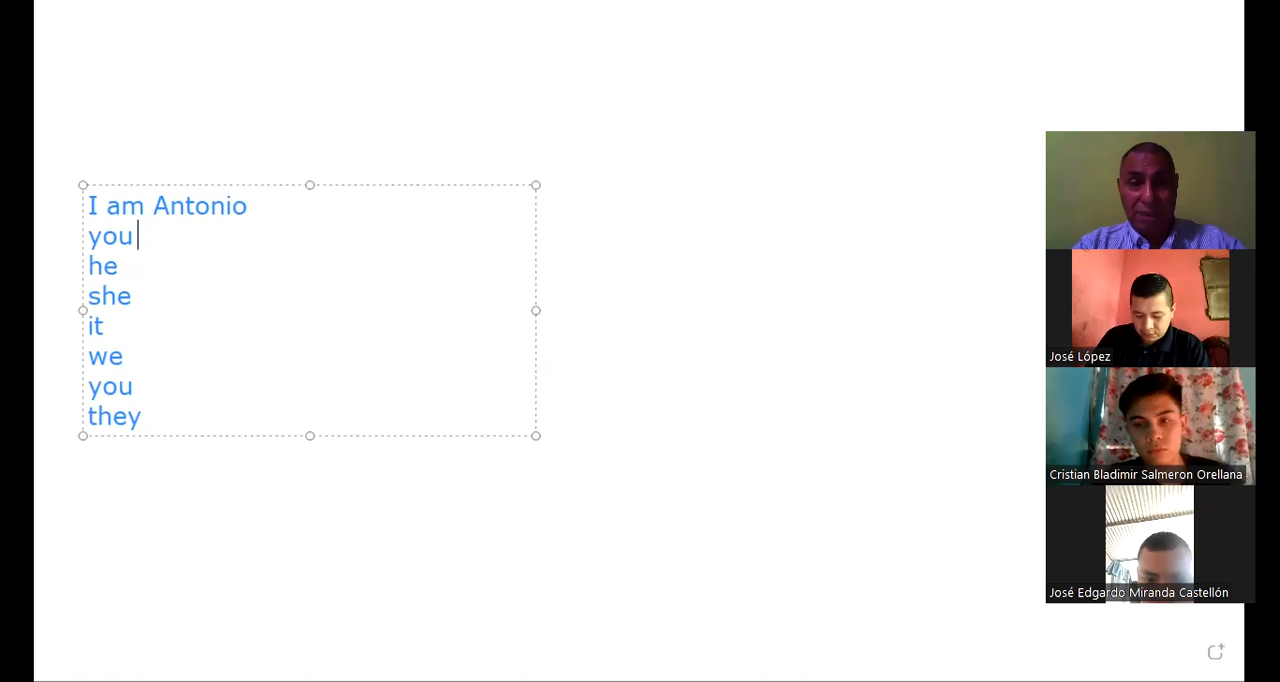 I am Antonio
you
he
she
it
we
you
they
José López
Cristian Bladimir Salmeron Orellana
José Edgardo Miranda Castellón